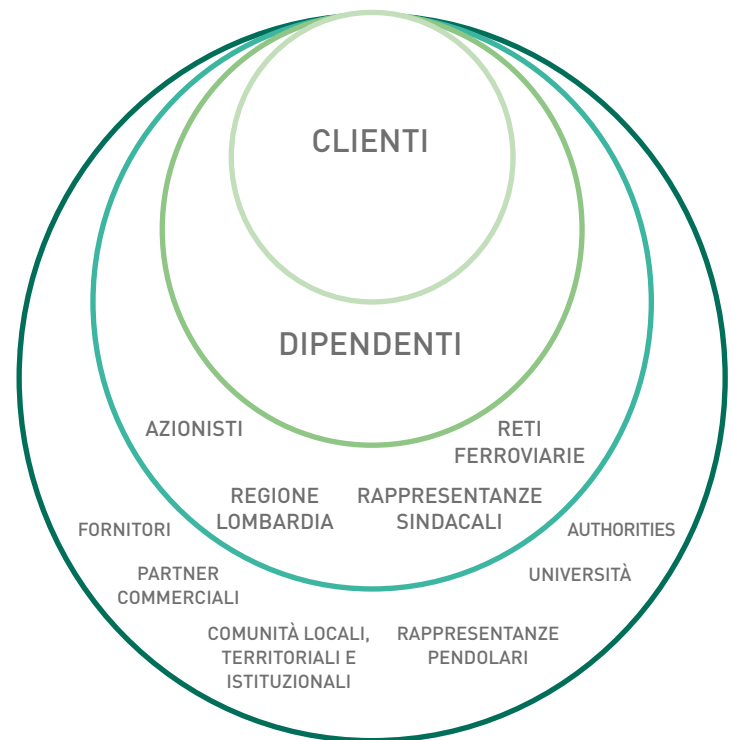 CLIENTI
DIPENDENTI
AZIONISTI
RETI
FERROVIARIE
REGIONE
LOMBARDIA
RAPPRESENTANZE
SINDACALI
FORNITORI
AUTHORITIES
PARTNER
COMMERCIALI
UNIVERSITÀ
COMUNITÀ LOCALI,
TERRITORIALI E
ISTITUZIONALI
RAPPRESENTANZE
PENDOLARI